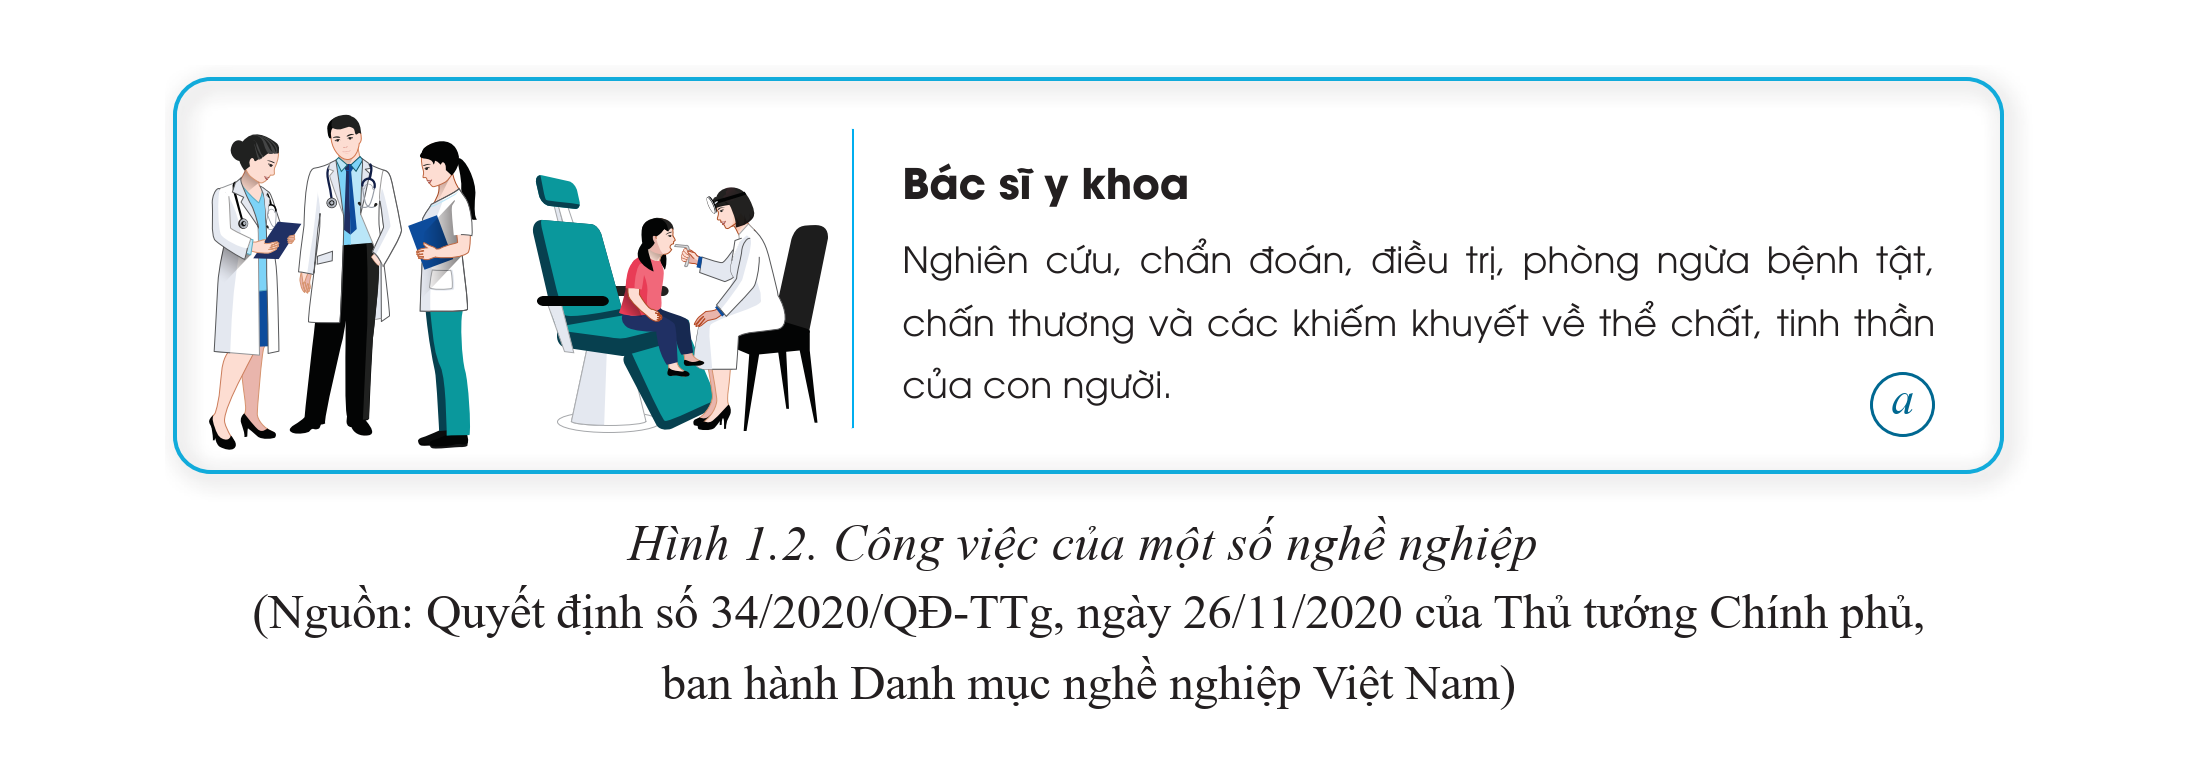 Bác sĩ y khoa
Nghiên cứu, chẩn đoán, điều trị, phòng ngừa bệnh tật,
chấn thương và các khiếm khuyết về thể chất, tinh thần
của con người.
a
Hình 1.2. Công việc của một số nghề nghiệp
(Nguồn: Quyết định số 34/2020/QĐ-TTg, ngày 26/11/2020 của Thủ tướng Chính phủ,
ban hành Danh mục nghề nghiệp Việt Nam)